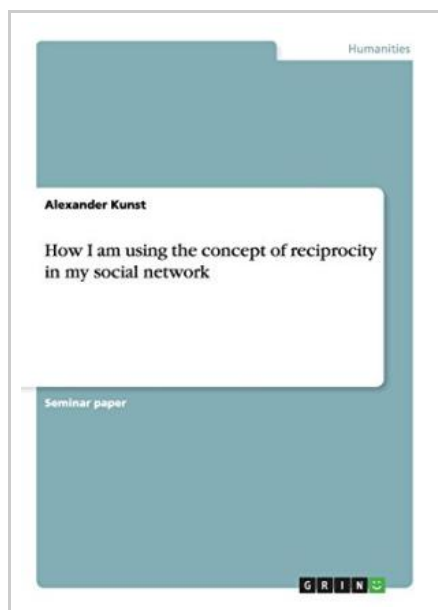 Humanities
Alexander Kunst
How I am using the concept of reciprocity
in my social network
Seminar paper
GRIN